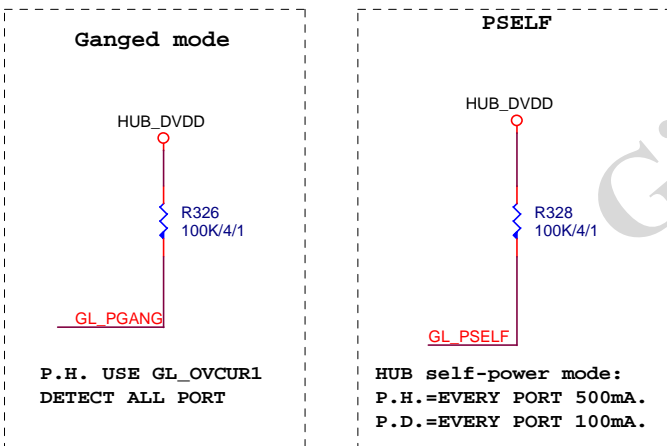 Ganged mode
HUB_DVDD
R326
100K/4/1
GL_PGANG
P.H. USE GL_OVCUR1
DETECT ALL PORT
PSELF
HUB_DVDD
R328
100K/4/1
GL_PSELF
HUB self-power mode:
P.H.=EVERY PORT 500mA.
P.D.=EVERY PORT 100mA.